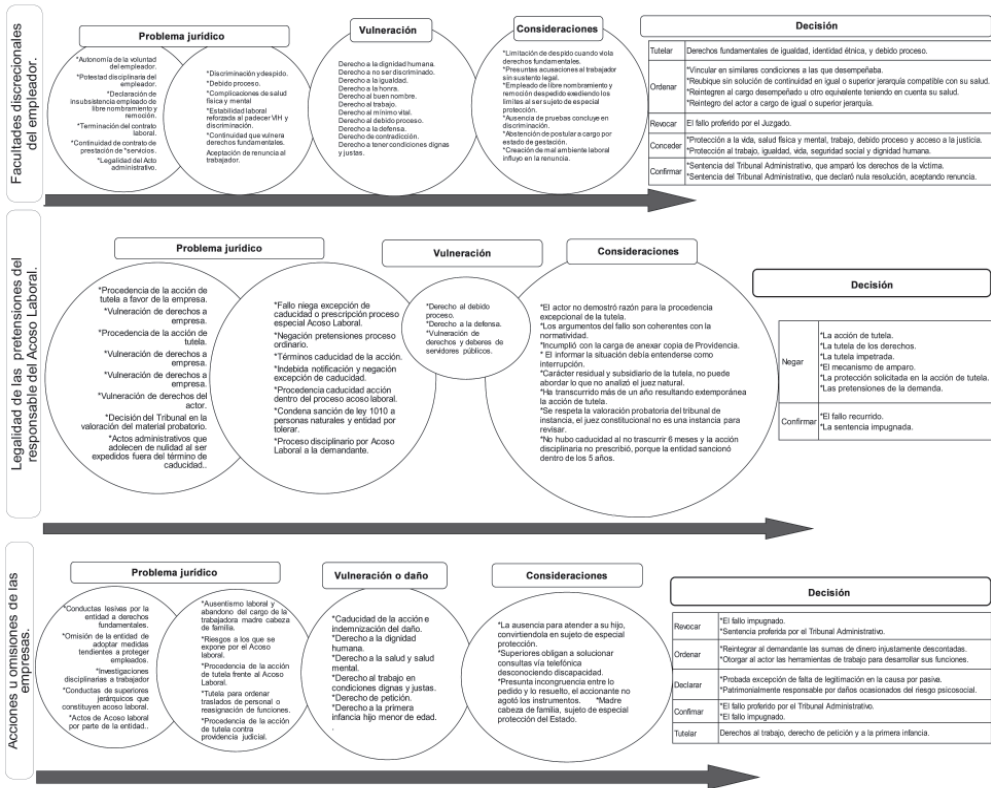 Facultades discrecionales
del empleador.
Problema jurídico
*Autonomía de la voluntad
del empleador.
*Potestad disciplinaria del
empleador.
*Declaración de
insubsistencia empleado de
libre nombramiento y
remoción.
*Terminación del contrato
laboral.
*Continuidad de contrato de
prestación de "servicios.
*Legalidad del Acto
administrativo.
*Discriminación y despido.
*Debido proceso.
*Complicaciones de salud
física y mental
*Estabilidad laboral
reforzada al padecer VIH y
discriminación.
*Continuidad que vulnera
derechos fundamentales.
Aceptación de renuncia al
trabajador.
Vulneración
Derecho a la dignidad humana.
Derecho a no ser discriminado.
Derecho a la igualdad.
Derecho a la honra.
Derecho al buen nombre.
Derecho al trabajo.
Derecho al mínimo vital.
Derecho al debido proceso.
Derecho a la defensa.
Derecho de contradicción.
Derecho a tener condiciones dignas
y justas.
Consideraciones
*Limitación de despido cuando viola
derechos fundamentales.
*Presuntas acusaciones al trabajador
sin sustento legal.
*Empleado de libre nombramiento y
remoción despedido exediendo los
límites al ser sujeto de especial
protección.
*Ausencia de pruebas concluye en
discriminación.
*Abstención de postular a cargo por
estado de gestación.
*Creación de mal ambiente laboral
influyo en la renuncia.
Decisión
Tutelar Derechos fundamentales de igualdad, identidad étnica, y debido proceso.
Ordenar
*Vincular en similares condiciones a las que desempeñaba.
*Reubique sin solución de continuidad en igual o superior jerarquía compatible con su salud.
*Reintegren al cargo desempeñado u otro equivalente teniendo en cuenta su salud.
*Reintegro del actor a cargo de igual o superior jerarquía.
Revocar El fallo proferido por el Juzgado.
Conceder
*Protección a la vida, salud física y mental, trabajo, debido proceso y acceso a la justicia.
*Protección al trabajo, igualdad, vida, seguridad social y dignidad humana.
Confirmar
*Sentencia del Tribunal Administrativo, que amparó los derechos de la víctima.
*Sentencia del Tribunal Administrativo, que declaró nula resolución, aceptando renuncia.
Legalidad de las pretensiones del
responsable del Acoso Laboral.
Problema jurídico
*Procedencia de la acción de
tutela a favor de la empresa.
*Vulneración de derechos a
empresa.
*Procedencia de la acción de
tutela.
*Vulneración de derechos a
empresa.
*Vulneración de derechos a
empresa.
*Vulneración de derechos del
actor.
*Decisión del Tribunal en la
valoración del material probatorio.
*Actos administrativos que
adolecen de nulidad al ser
expedidos fuera del término de
caducidad..
*Fallo niega excepción de
caducidad o prescripción proceso
especial Acoso Laboral.
*Negación pretensiones proceso
ordinario.
*Términos caducidad de la acción.
*Indebida notificación y negación
excepción de caducidad.
*Procedencia caducidad acción
dentro del proceso acoso laboral.
*Condena sanción de ley 1010 a
personas naturales y entidad por
tolerar.
*Proceso disciplinario por Acoso
Laboral a la demandante.
Vulneración
*Derecho al debido
proceso.
*Derecho a la defensa.
*Vulneración de
derechos y deberes de
servidores públicos.
Consideraciones
*El actor no demostró razón para la procedencia
excepcional de la tutela.
*Los argumentos del fallo son coherentes con la
normatividad.
*Incumplió con la carga de anexar copia de Providencia.
* El informar la situación debía entenderse como
interrupción.
*Carácter residual y subsidiario de la tutela, no puede
abordar lo que no analizó el juez natural.
*Ha transcurrido más de un año resultando extemporánea
la acción de tutela.
*Se respeta la valoración probatoria del tribunal de
instancia, el juez constitucional no es una instancia para
revisar.
*No hubo caducidad al no trascurrir 6 meses y la acción
disciplinaria no prescribió, porque la entidad sancionó
dentro de los 5 años.
Decisión
Negar
*La acción de tutela.
*La tutela de los derechos.
*La tutela impetrada.
*El mecanismo de amparo.
*La protección solicitada en la acción de tutela.
*Las pretensiones de la demanda.
Confirmar
*El fallo recurrido.
*La sentencia impugnada.
Acciones u omisiones de las
empresas.
Problema jurídico
*Conductas lesivas por la
entidad a derechos
fundamentales.
*Omisión de la entidad de
adoptar medidas
tendientes a proteger
empleados.
*Investigaciones
disciplinarias a trabajador
*Conductas de superiores
jerárquicos que
constituyen acoso laboral.
*Actos de Acoso laboral
por parte de la entidad..
*Ausentismo laboral y
abandono del cargo de la
trabajadora madre cabeza
de familia.
*Riesgos a los que se
expone por el Acoso
laboral.
*Procedencia de la acción
de tutela frente al Acoso
Laboral.
*Tutela para ordenar
traslados de personal o
reasignación de funciones.
*Procedencia de la acción
de tutela contra
providencia judicial.
Vulneración o daño
*Caducidad de la acción e
indemnización del daño.
*Derecho a la dignidad
humana.
*Derecho a la salud y salud
mental.
*Derecho al trabajo en
condiciones dignas y justas.
*Derecho de petición.
*Derecho a la primera
infancia hijo menor de edad.
.
Consideraciones
*La ausencia para atender a su hijo,
convirtiéndola en sujeto de especial
protección.
*Superiores obligan a solucionar
consultas vía telefónica
desconociendo discapacidad.
*Presunta incongruencia entre lo
pedido y lo resuelto, el accionante no
agotó los instrumentos. *Madre
cabeza de familia, sujeto de especial
protección del Estado.
Decisión
Revocar
*El fallo impugnado.
*Sentencia proferida por el Tribunal Administrativo.
Ordenar
*Reintegrar al demandante las sumas de dinero injustamente descontadas.
*Otorgar al actor las herramientas de trabajo para desarrollar sus funciones.
Declarar
*Probada excepción de falta de legitimación en la causa por pasiva.
*Patrimonialmente responsable por daños ocasionados del riesgo psicosocial.
Confirmar
*El fallo proferido por el Tribunal Administrativo.
*El fallo impugnado.
Tutelar Derechos al trabajo, derecho de petición y a la primera infancia.